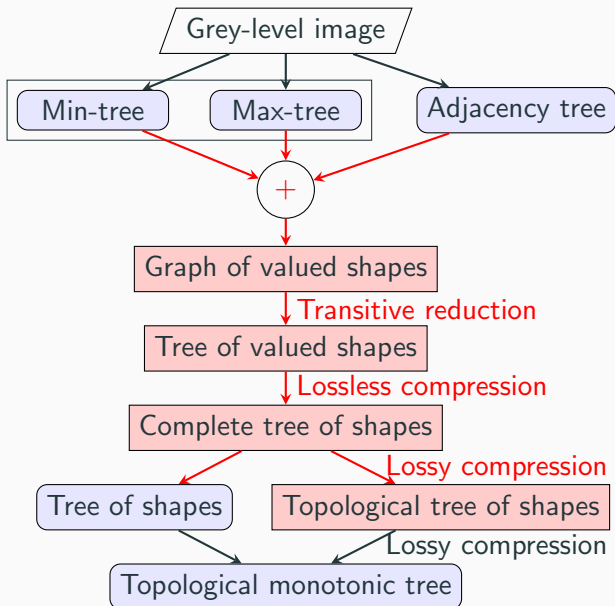 Grey-level image
Min-tree
Max-tree
Adjacency tree
+
Graph of valued shapes
Transitive reduction
Tree of valued shapes
Lossless compression
Complete tree of shapes
Lossy compression
Tree of shapes
Topological tree of shapes
Lossy compression
Topological monotonic tree